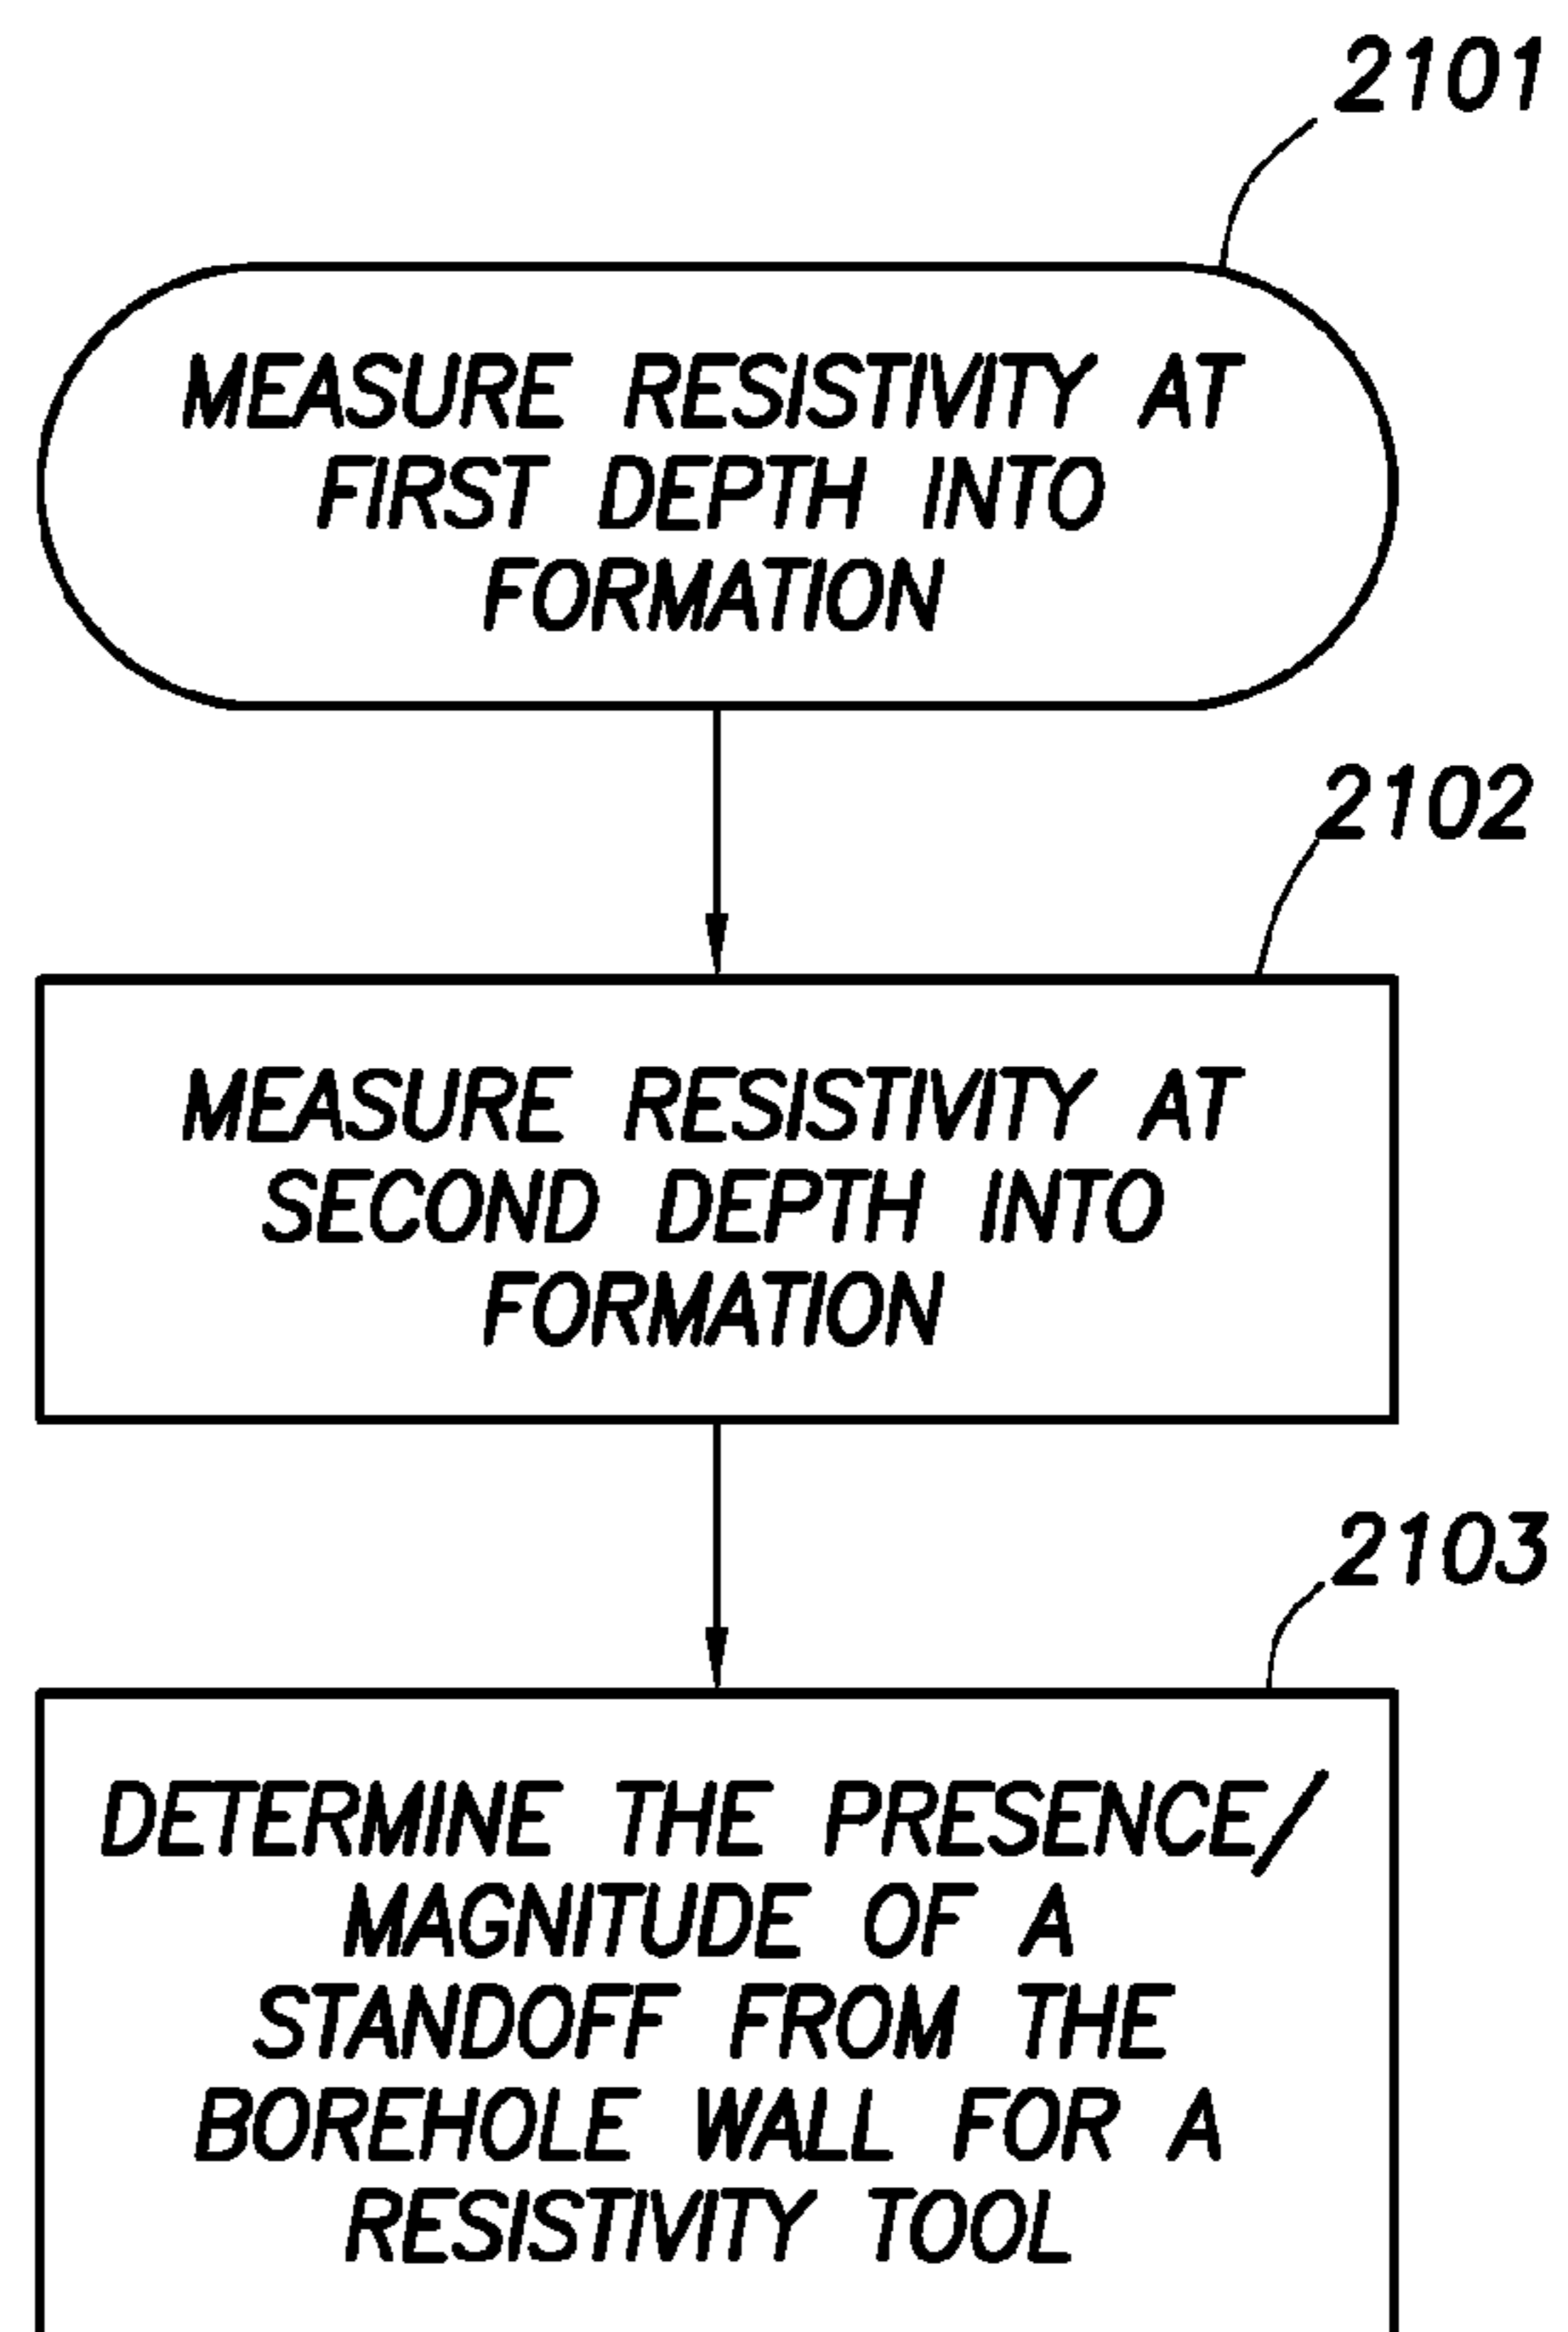 2101
MEASURE RESISTIVITY AT
FIRST DEPTH INTO
FORMATION
2102
MEASURE RESISTIVITY AT
SECOND DEPTH INTO
FORMATION
2103
DETERMINE THE PRESENCE/
MAGNITUDE OF A
STANDOFF FROM THE
BOREHOLE WALL FOR A
RESISTIVITY TOOL